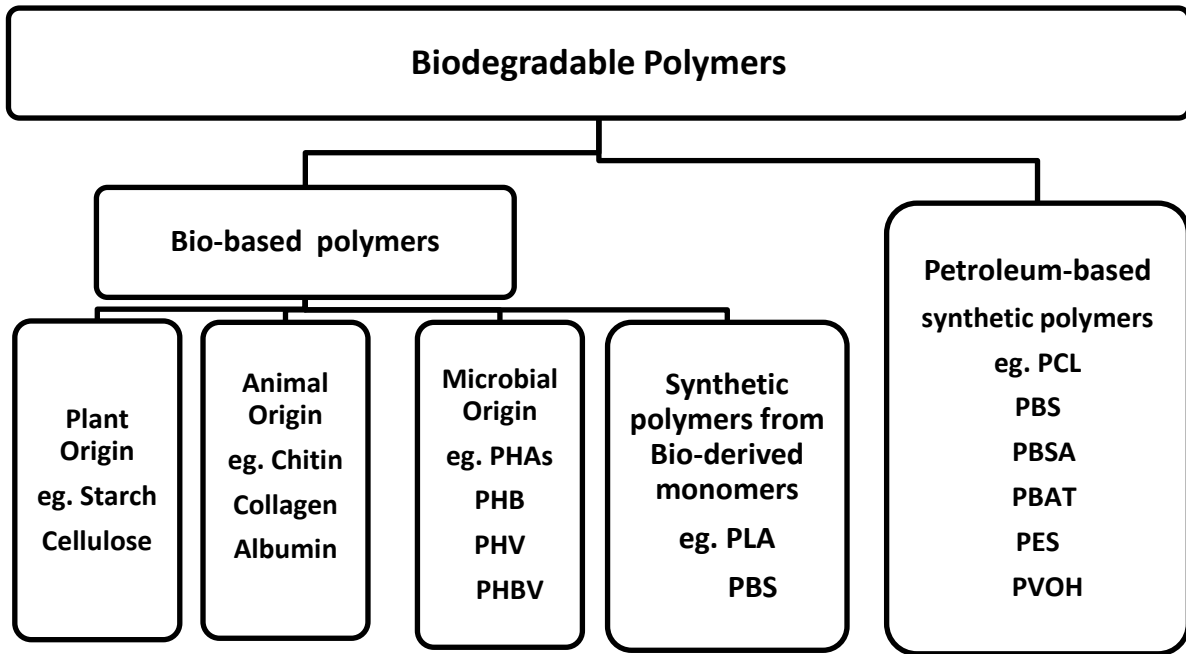 Biodegradable Polymers
Bio-based polymers
Plant
Origin
eg. Starch
Cellulose
Animal
Origin
eg. Chitin
Collagen
Albumin
Microbial
Origin
eg. PHAs
PHB
PHV
PHBV
Synthetic
polymers from
Bio-derived
monomers
eg. PLA
PBS
Petroleum-based
synthetic polymers
eg. PCL
PBS
PBSA
PBAT
PES
PVOH